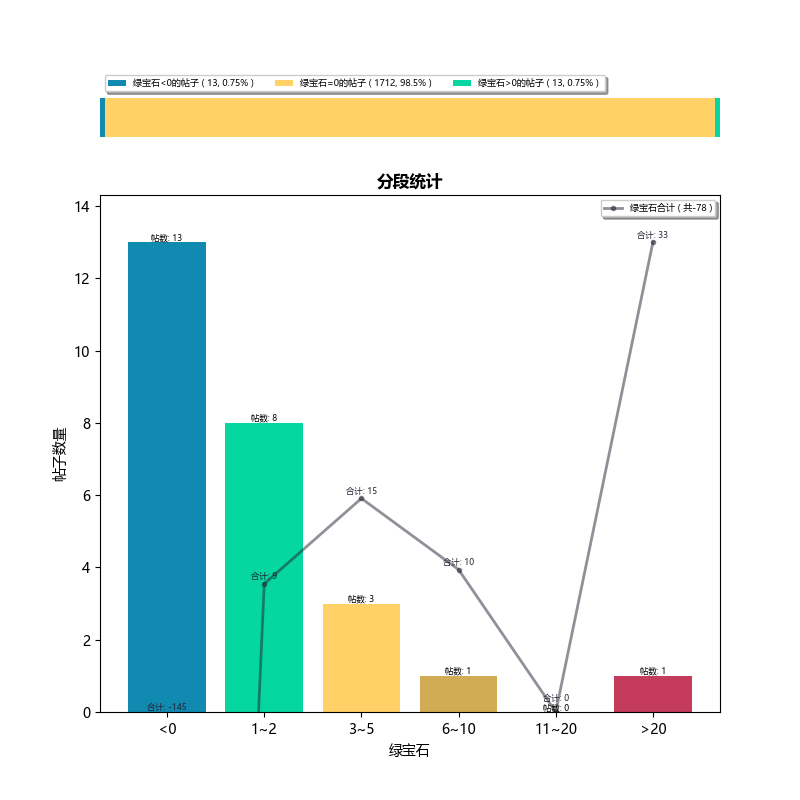 绿宝石<0的帖子 ( 13, 0.75% ) 绿宝石=0的帖子 ( 1712, 98.5% ) 绿宝石>0的帖子 ( 13, 0.75% )
分段统计
绿宝石合计 ( 共-78 )
14
12
10
8
6
4
2
0
帖子数量
帖数: 13
帖数: 8
帖数: 3
帖数: 1
帖数: 0
帖数: 1
合计: -145
合计: 9
合计: 15
合计: 10
合计: 0
合计: 33
<0 1~2 3~5 6~10 11~20 >20
绿宝石